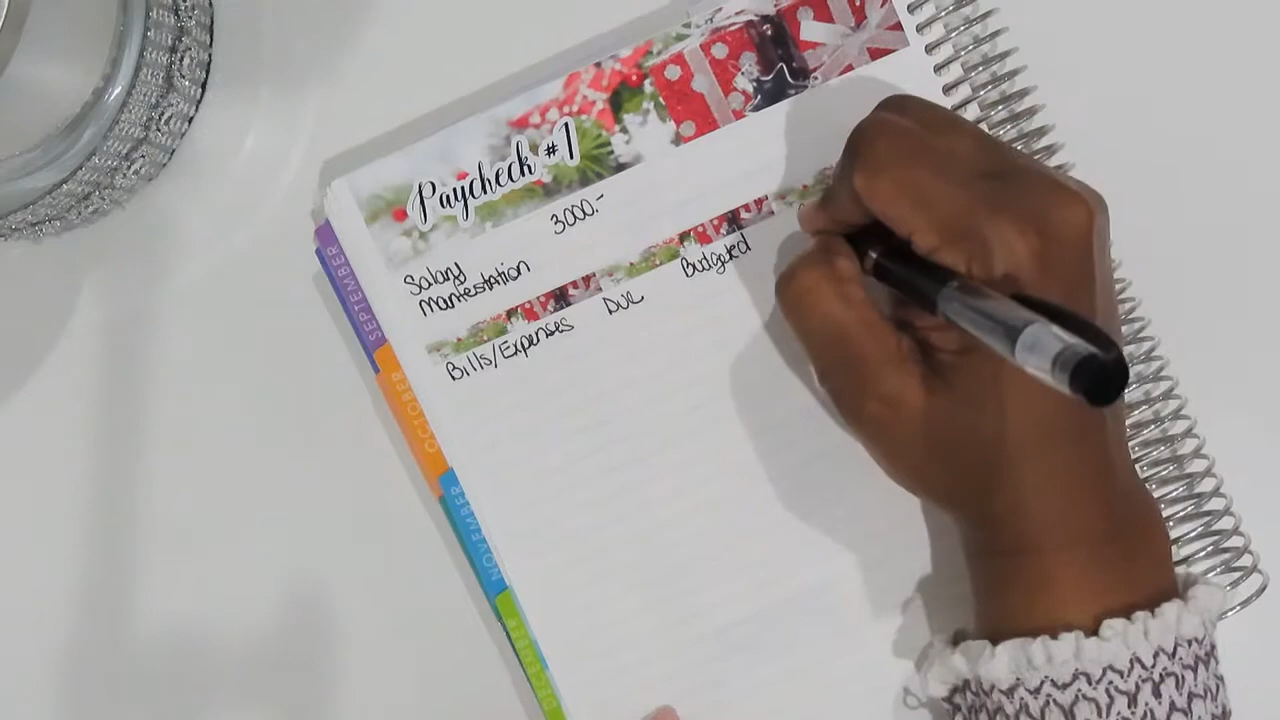 Paycheck #1
Salary 3000.-
Manifestation
Bills/Expenses Due Budgeted
SEPTEMBER
OCTOBER
NOVEMBER
DECEMBER